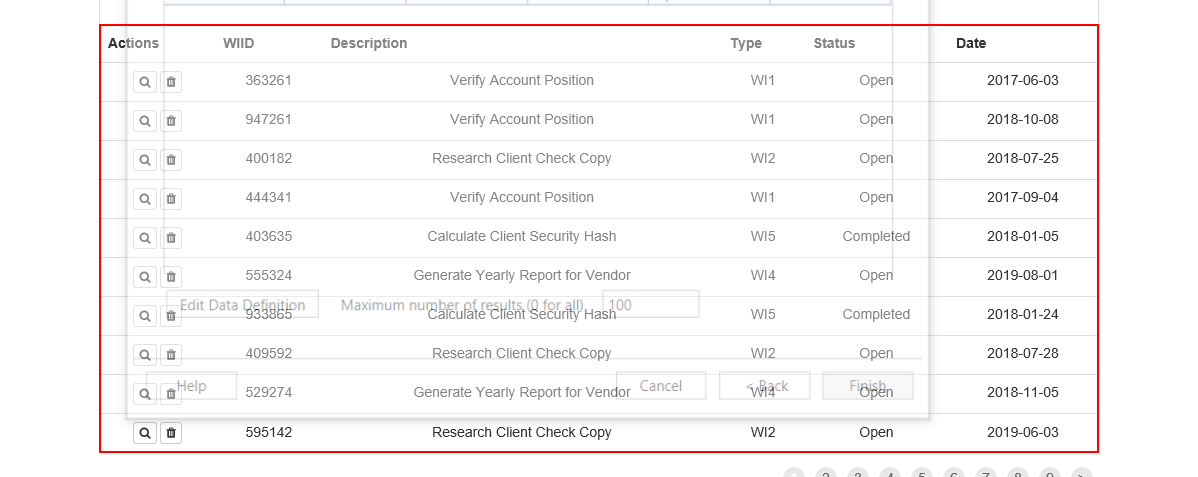 Actions WIID Description Type Status Date
363261 Verify Account Position WI1 Open 2017-06-03
947261 Verify Account Position WI1 Open 2018-10-08
400182 Research Client Check Copy WI2 Open 2018-07-25
444341 Verify Account Position WI1 Open 2017-09-04
403635 Calculate Client Security Hash WI5 Completed 2018-01-05
555324 Generate Yearly Report for Vendor WI4 Open 2019-08-01
Edit Data Definition Maximum number of results (0 for all) 100
933865 Calculate Client Security Hash WI5 Completed 2018-01-24
409592 Research Client Check Copy WI2 Open 2018-07-28
Help Cancel < Back Finish
529274 Generate Yearly Report for Vendor WI4 Open 2018-11-05
595142 Research Client Check Copy WI2 Open 2019-06-03
1 2 3 4 5 6 7 8 9 >